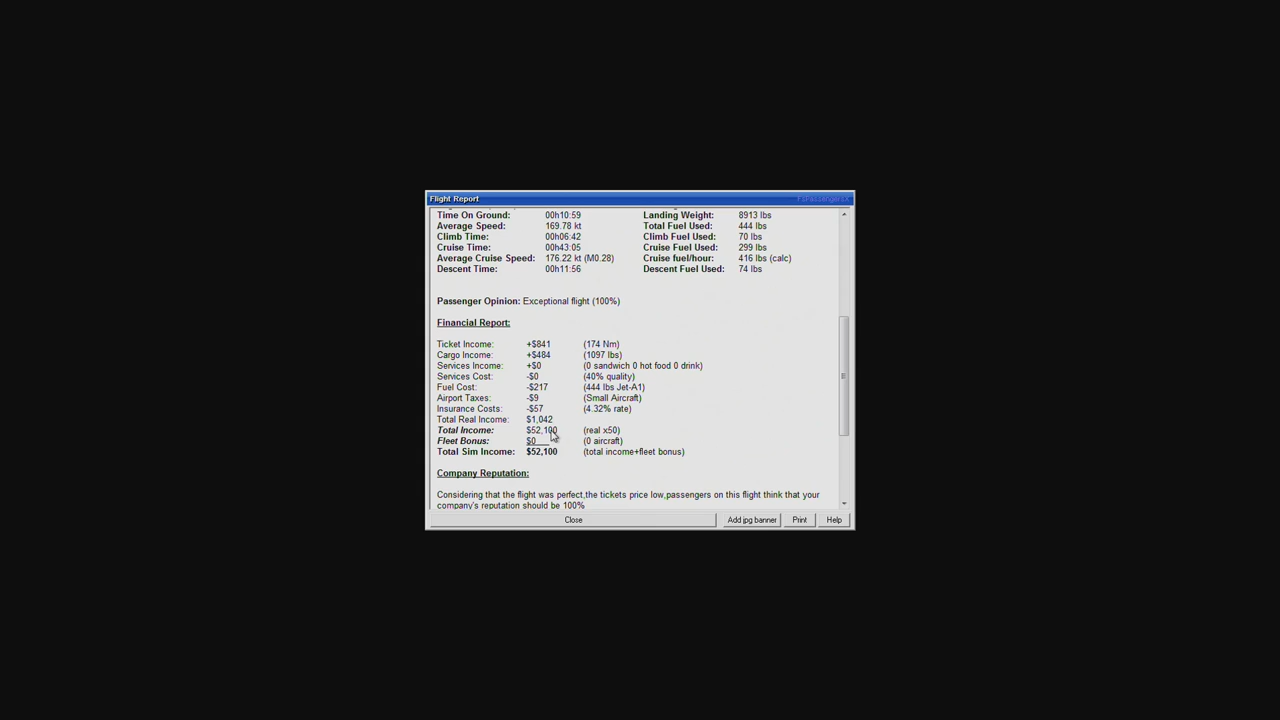 Flight Report FsPassengersX
Time On Ground: 00h10:59 Landing Weight: 8913 lbs
Average Speed: 169.78 kt Total Fuel Used: 444 lbs
Climb Time: 00h06:42 Climb Fuel Used: 70 lbs
Cruise Time: 00h43:05 Cruise Fuel Used: 299 lbs
Average Cruise Speed: 176.22 kt (M0.28) Cruise fuel/hour: 416 lbs (calc)
Descent Time: 00h11:56 Descent Fuel Used: 74 lbs
Passenger Opinion: Exceptional flight (100%)
Financial Report:
Ticket Income: +$841 (174 Nm)
Cargo Income: +$484 (1097 lbs)
Services Income: +$0 (0 sandwich 0 hot food 0 drink)
Services Cost: -$0 (40% quality)
Fuel Cost: -$217 (444 lbs Jet-A1)
Airport Taxes: -$9 (Small Aircraft)
Insurance Costs: -$57 (4.32% rate)
Total Real Income: $1,042
Total Income: $52,100 (real x50)
Fleet Bonus: $0 (0 aircraft)
Total Sim Income: $52,100 (total income+fleet bonus)
Company Reputation:
Considering that the flight was perfect,the tickets price low,passengers on this flight think that your
company's reputation should be 100%
Close Add jpg banner Print Help